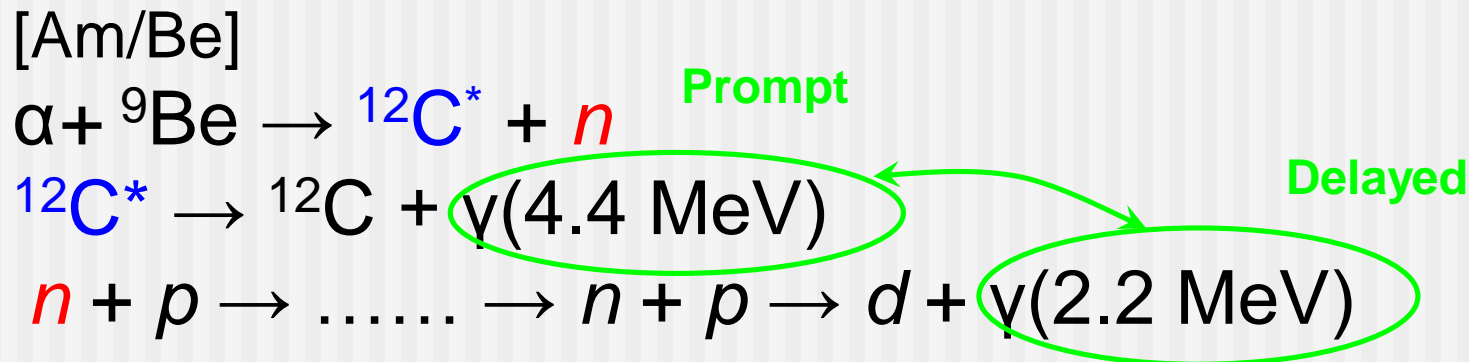 [Am/Be]
Prompt
α+ ⁹Be → ¹²C* + n
Delayed
¹²C* → ¹²C + γ(4.4 MeV)
n + p → …… → n + p → d + γ(2.2 MeV)